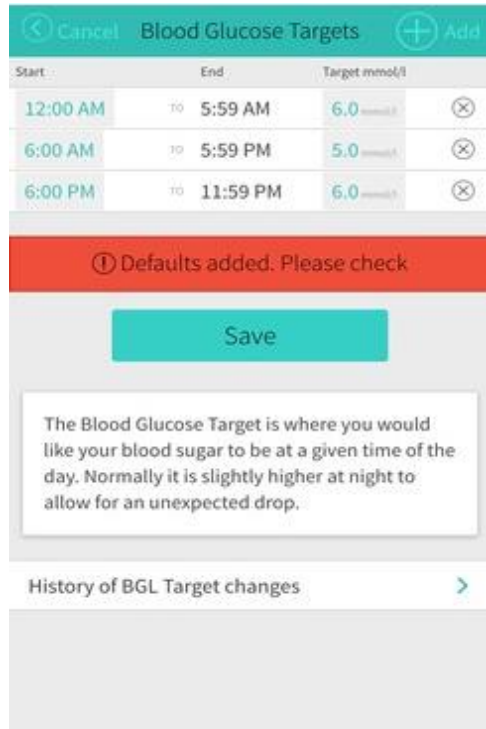 Cancel Blood Glucose Targets Add
Start End Target mmol/l
12:00 AM TO 5:59 AM 6.0 mmol/l
6:00 AM TO 5:59 PM 5.0 mmol/l
6:00 PM TO 11:59 PM 6.0 mmol/l
Defaults added. Please check
Save
The Blood Glucose Target is where you would
like your blood sugar to be at a given time of the
day. Normally it is slightly higher at night to
allow for an unexpected drop.
History of BGL Target changes